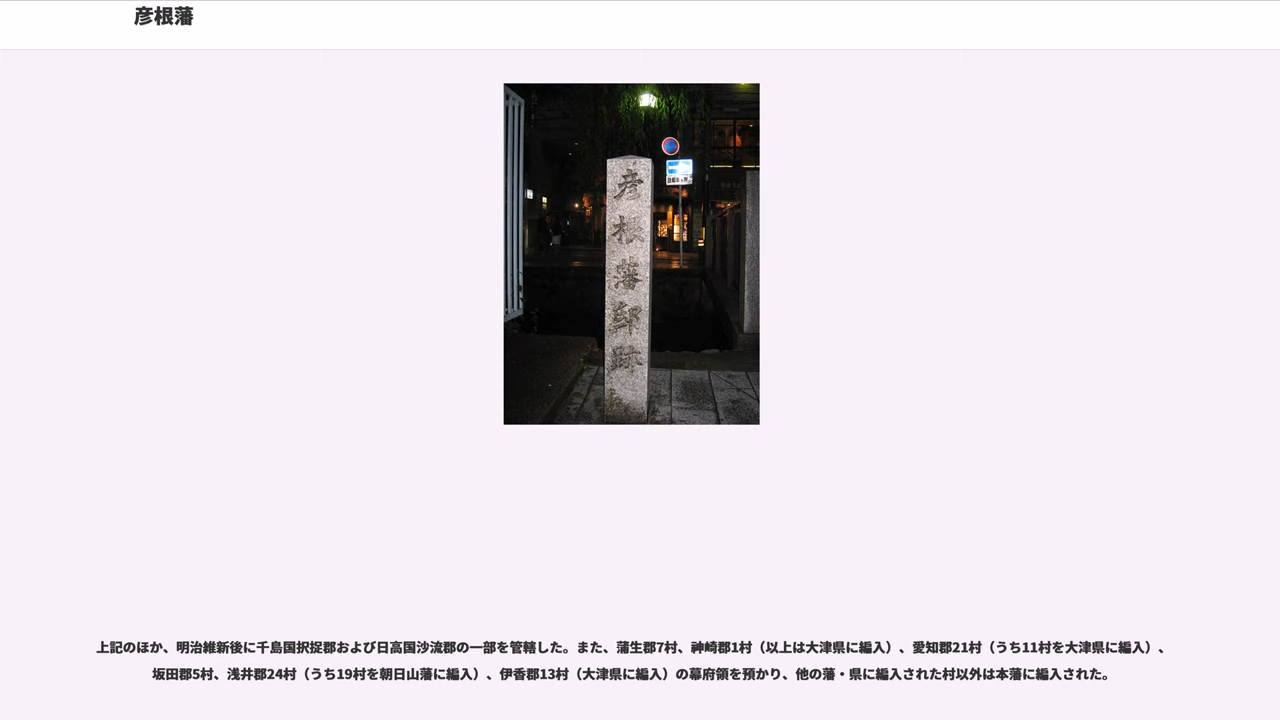 彦根藩
彦根藩邸跡
上記のほか、明治維新後に千島国択捉郡および日高国沙流郡の一部を管轄した。また、蒲生郡7村、神崎郡1村（以上は大津県に編入）、愛知郡21村（うち11村を大津県に編入）、
坂田郡5村、浅井郡24村（うち19村を朝日山藩に編入）、伊香郡13村（大津県に編入）の幕府領を預かり、他の藩・県に編入された村以外は本藩に編入された。